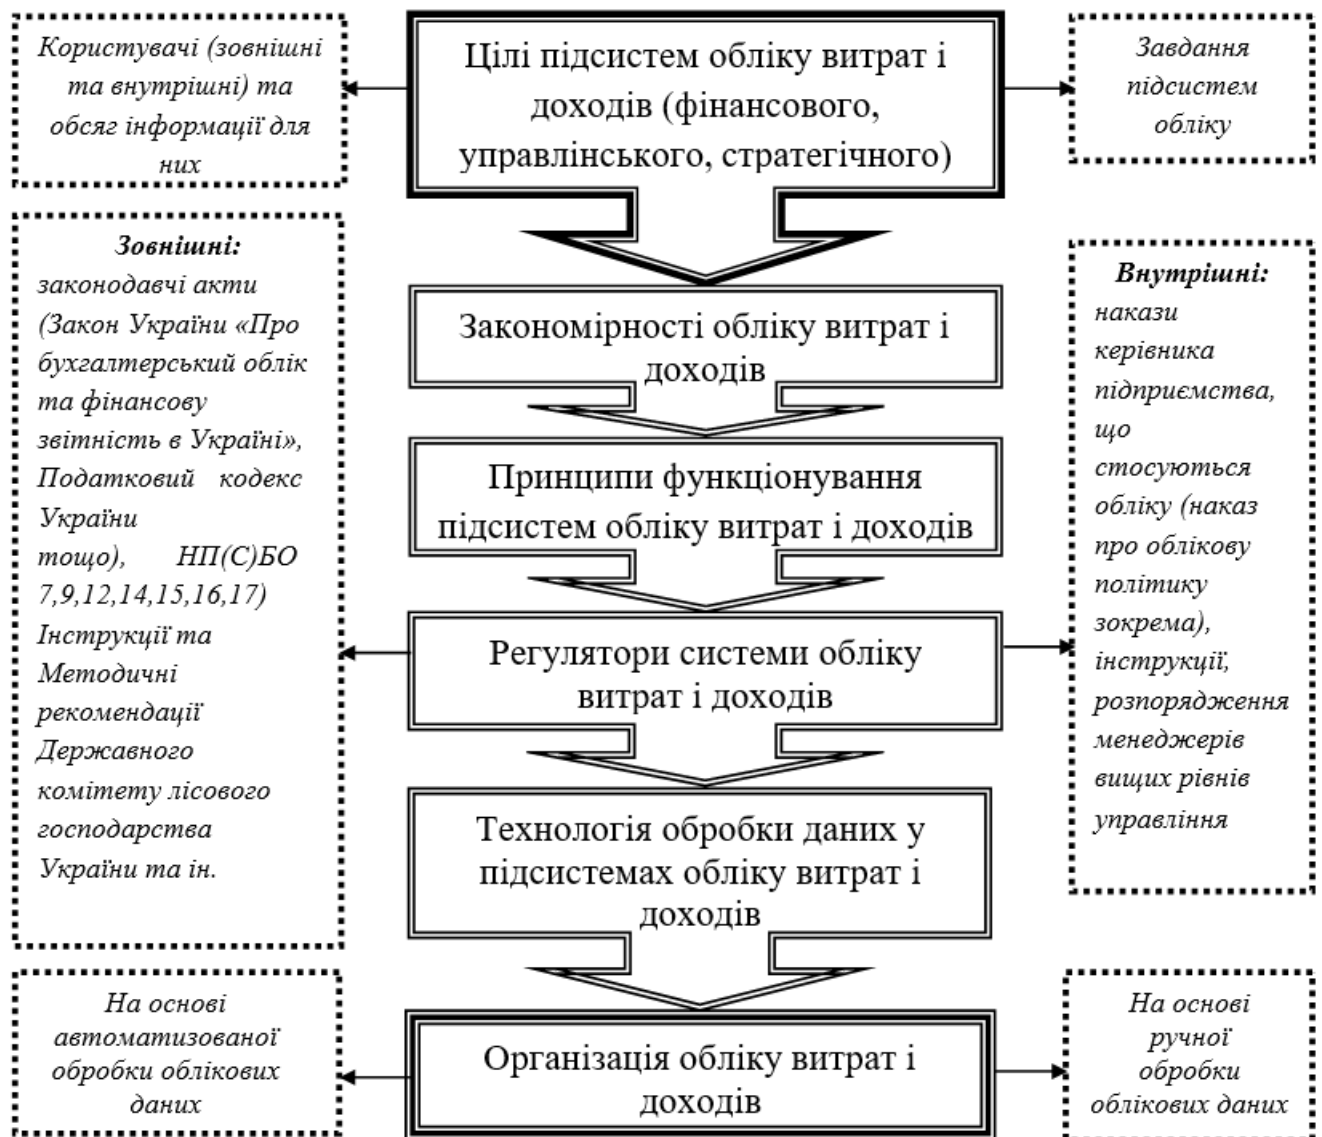 Користувачі (зовнішні
та внутрішні) та
обсяг інформації для
них
Цілі підсистем обліку витрат і
доходів (фінансового,
управлінського, стратегічного)
Завдання
підсистем
обліку
Зовнішні:
законодавчі акти
(Закон України «Про
бухгалтерський облік
та фінансову
звітність в Україні»,
Податковий кодекс
України
тощо), НП(С)БО
7,9,12,14,15,16,17)
Інструкції та
Методичні
рекомендації
Державного
комітету лісового
господарства
України та ін.
Закономірності обліку витрат і
доходів
Принципи функціонування
підсистем обліку витрат і доходів
Регулятори системи обліку
витрат і доходів
Технологія обробки даних у
підсистемах обліку витрат і
доходів
Внутрішні:
накази
керівника
підприємства,
що
стосуються
обліку (наказ
про облікову
політику
зокрема),
інструкції,
розпорядження
менеджерів
вищих рівнів
управління
На основі
автоматизованої
обробки облікових
даних
Організація обліку витрат і
доходів
На основі
ручної
обробки
облікових даних